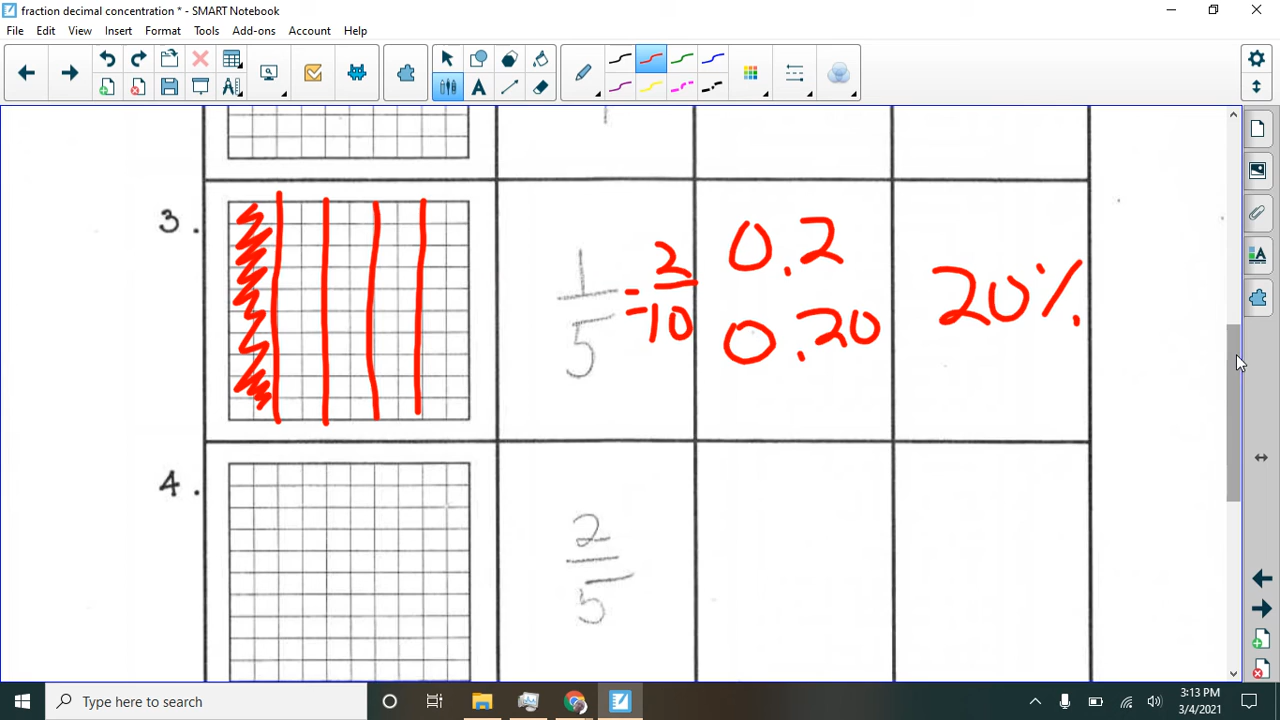 fraction decimal concentration * - SMART Notebook
File Edit View Insert Format Tools Add-ons Account Help
3.
1/5 = 2/10
0.2
0.20
20%
4.
2/5
Type here to search
3:13 PM
3/4/2021